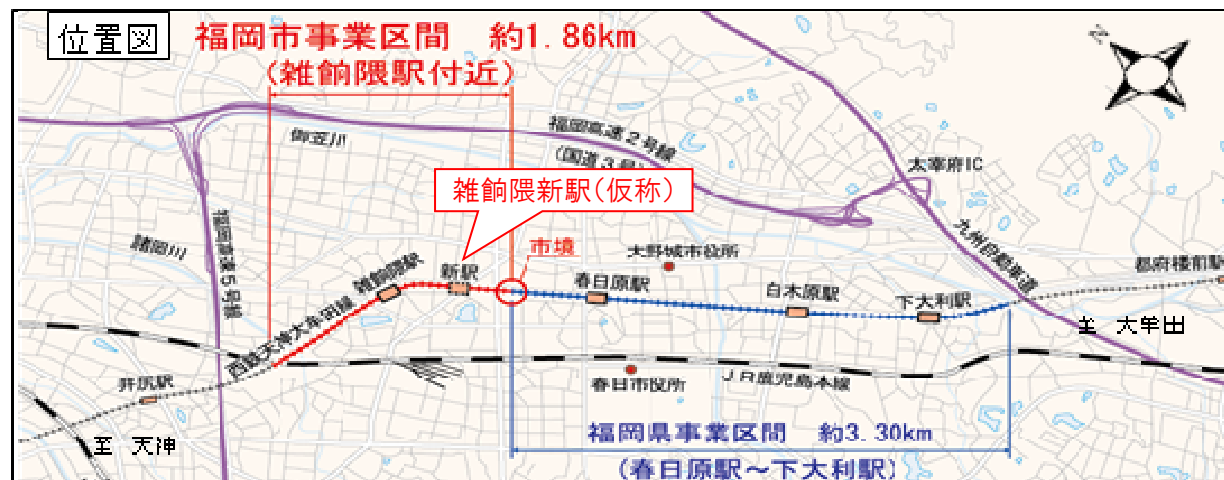 位置図
福岡市事業区間 約1.86km
(雑餉隈駅付近)
御笠川
福岡高速2号線
(国道3号
太宰府IC
雑餉隈新駅(仮称)
諸岡川
福岡高速5号線
九州自動車道
市境
大野城市役所
都府楼前駅
西鉄天神大牟田線
雑餉隈駅
新駅
春日原駅
白木原駅
下大利駅
至 大牟田
井尻駅
春日市役所
JR鹿児島本線
至 天神
福岡県事業区間 約3.30km
(春日原駅~下大利駅)